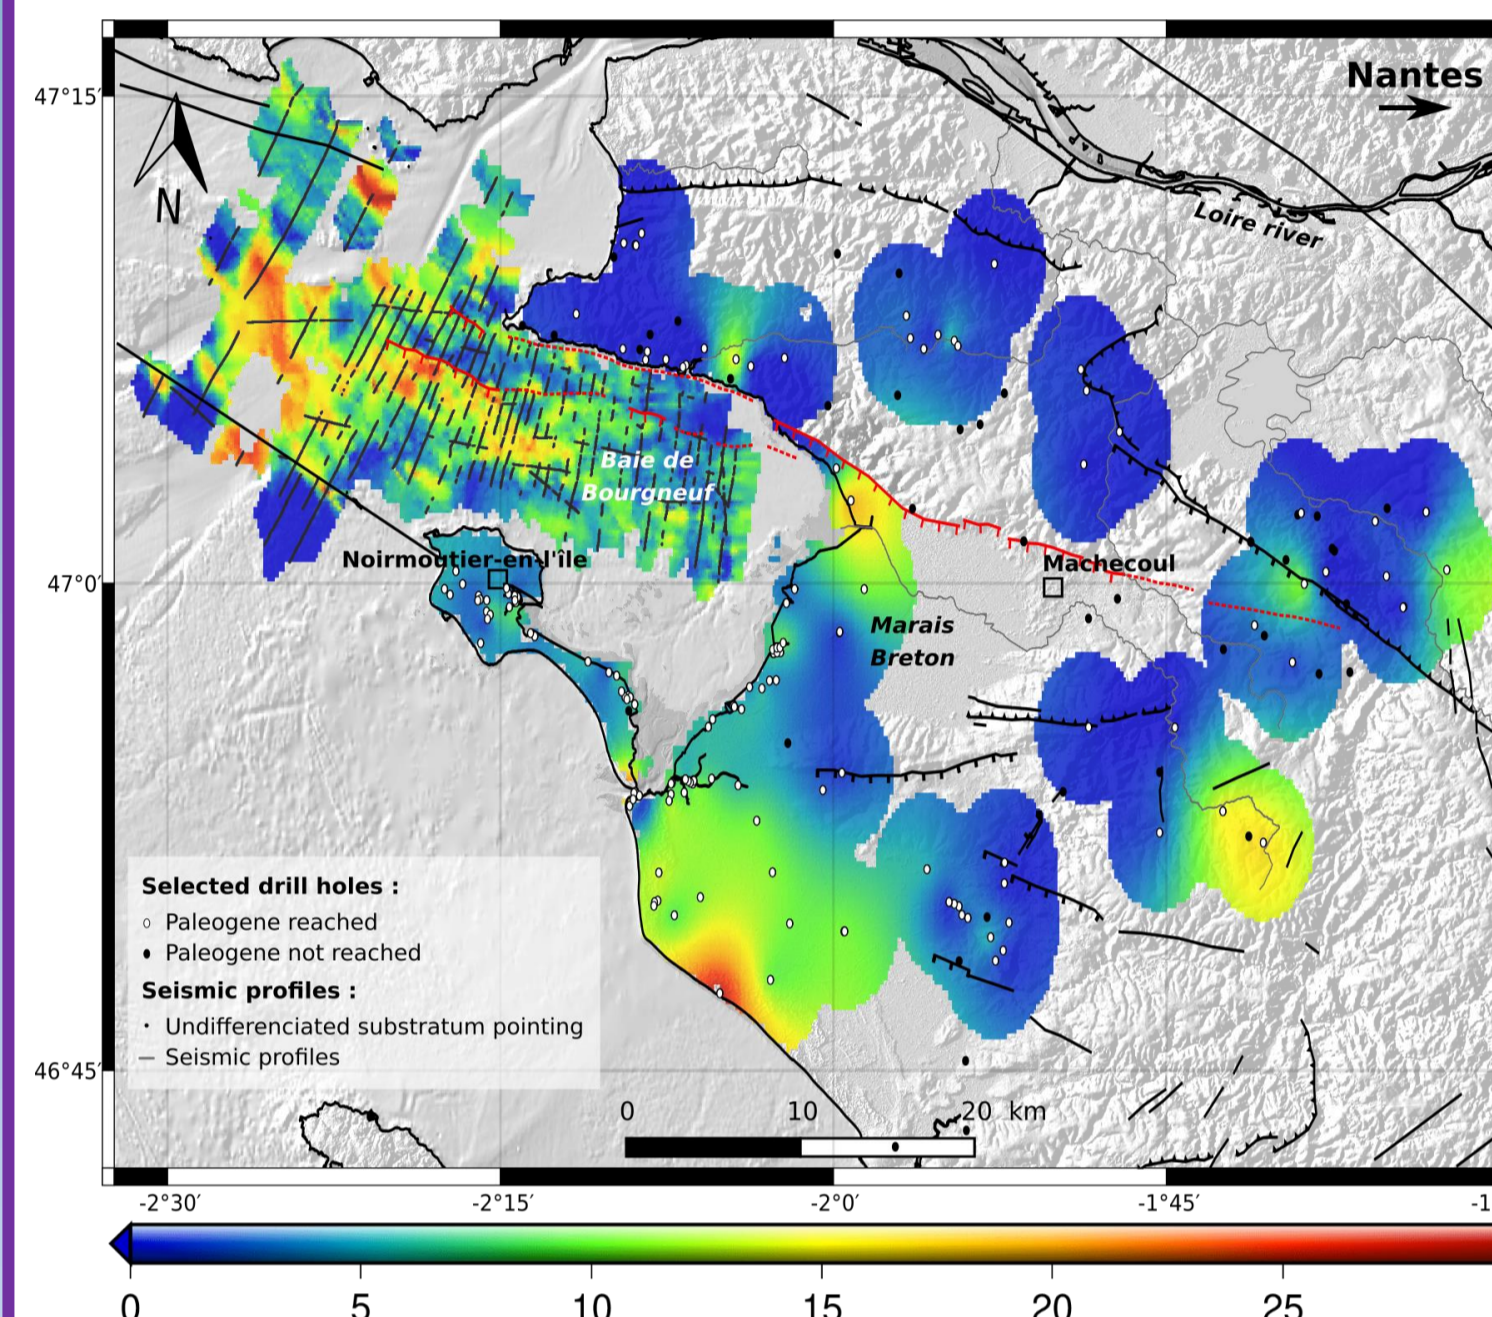 Nantes
47°15′
N
Loire river
Baie de
Bourgneuf
Noirmoutier-en-l'île
Machecoul
47°0′
Marais
Breton
Selected drill holes :
Paleogene reached
Paleogene not reached
Seismic profiles :
Undifferenciated substratum pointing
Seismic profiles
46°45′
0 10 20 km
-2°30′ -2°15′ -2°0′ -1°45′ -1
0 5 10 15 20 25